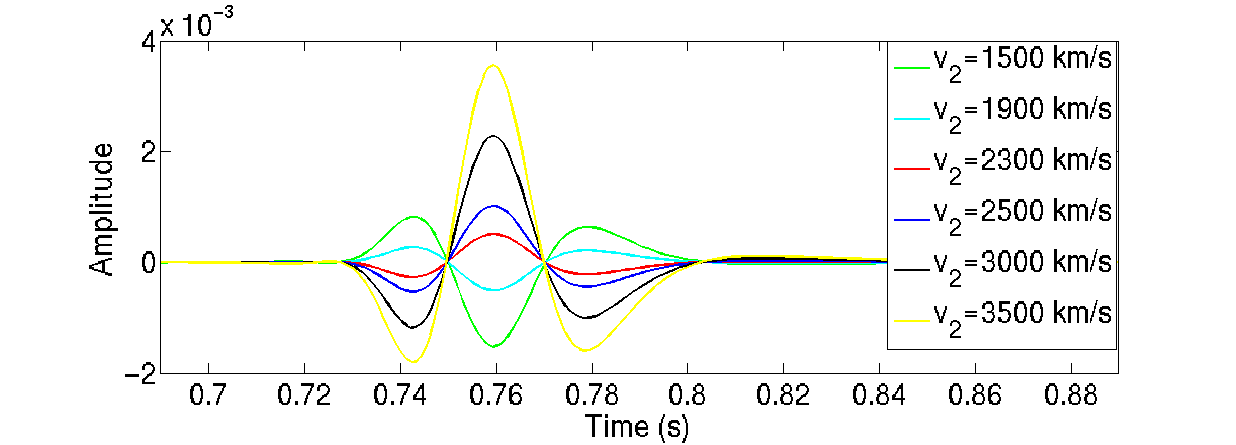 x 10⁻³
4
2
0
−2
Amplitude
0.7 0.72 0.74 0.76 0.78 0.8 0.82 0.84 0.86 0.88
Time (s)
v₂=1500 km/s
v₂=1900 km/s
v₂=2300 km/s
v₂=2500 km/s
v₂=3000 km/s
v₂=3500 km/s